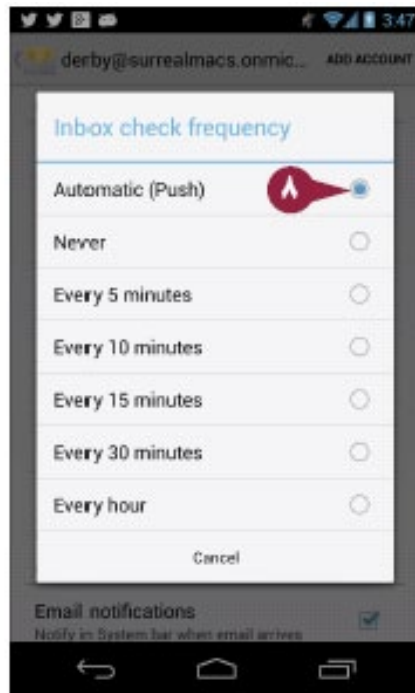 3:47
derby@surrealmacs.onmic... ADD ACCOUNT
Inbox check frequency
Automatic (Push)
Never
Every 5 minutes
Every 10 minutes
Every 15 minutes
Every 30 minutes
Every hour
Cancel
Email notifications
Notify in System bar when email arrives